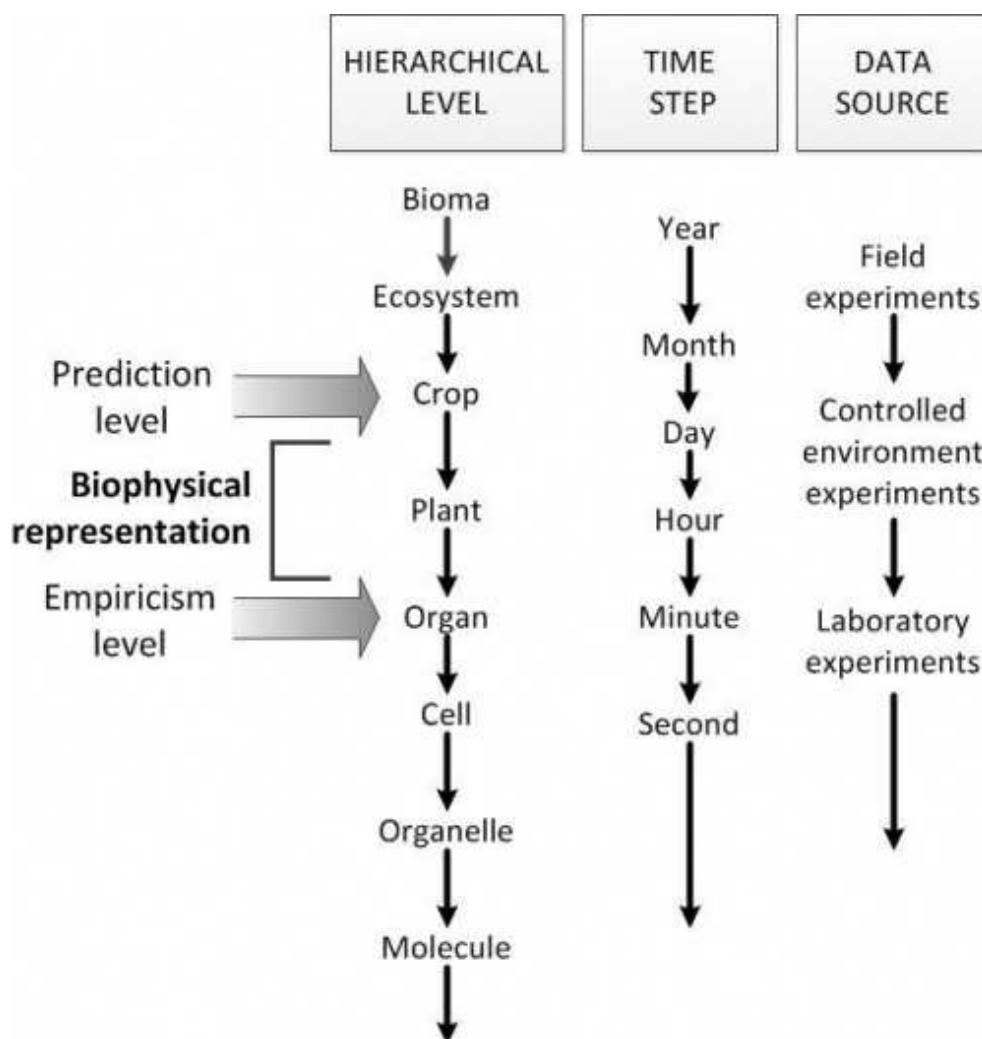 HIERARCHICAL
LEVEL
TIME
STEP
DATA
SOURCE
Bioma
Ecosystem
Crop
Plant
Organ
Cell
Organelle
Molecule
Year
Month
Day
Hour
Minute
Second
Field
experiments
Controlled
environment
experiments
Laboratory
experiments
Prediction
level
Biophysical
representation
Empiricism
level